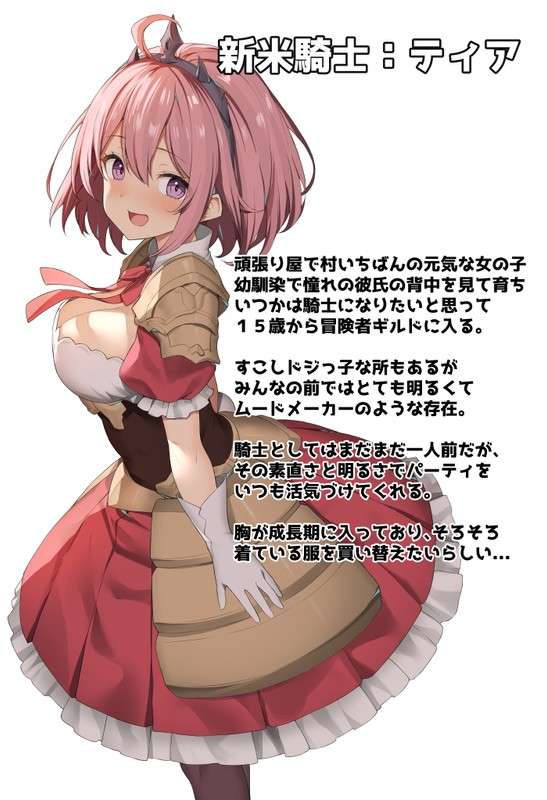 新米騎士：ティア
頑張り屋で村いちばんの元気な女の子
幼馴染で憧れの彼氏の背中を見て育ち
いつかは騎士になりたいと思って
１５歳から冒険者ギルドに入る。
すこしドジっ子な所もあるが
みんなの前ではとても明るくて
ムードメーカーのような存在。
騎士としてはまだまだ一人前だが、
その素直さと明るさでパーティを
いつも活気づけてくれる。
胸が成長期に入っており､そろそろ
着ている服を買い替えたいらしい…